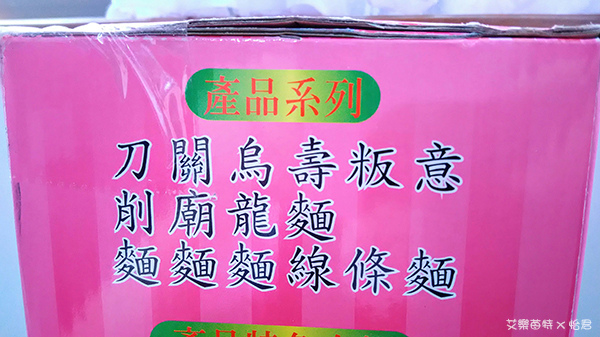 產品系列
刀削麵
關廟麵
烏龍麵
壽麵線
粄條
意麵
艾樂苗特×怡君